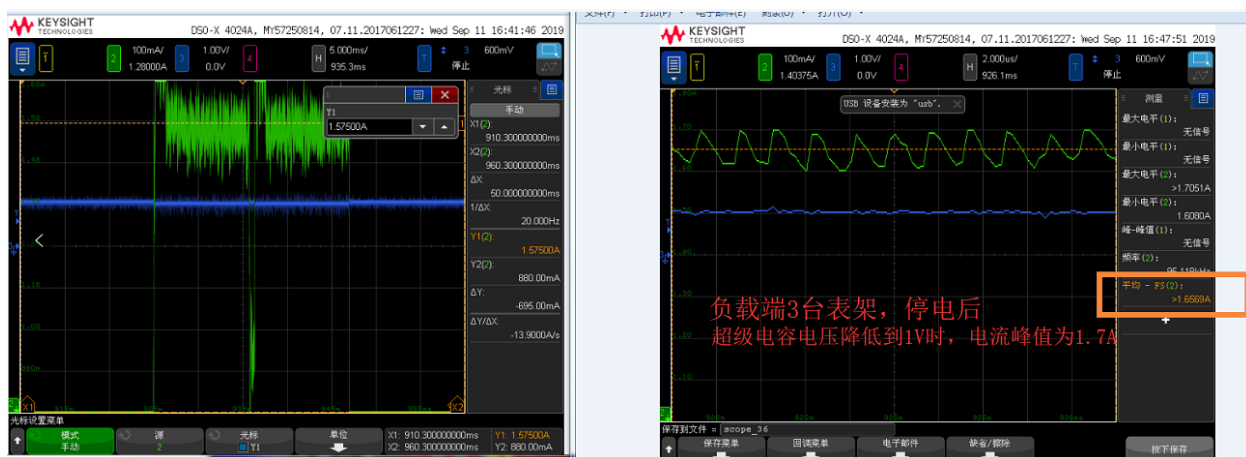 KEYSIGHT
TECHNOLOGIES
DSO-X 4024A, MY57250814, 07.11.2017061227: Wed Sep 11 16:41:46 2019
1
2
100mA/
1.28000A
3
1.00V/
0.0V
4
H
5.000ms/
935.3ms
T
3
600mV
停止
Y1
1.57500A
光标
手动
X1(2):
910.300000000ms
X2(2):
960.300000000ms
ΔX:
50.000000000ms
1/ΔX:
20.000Hz
Y1(2):
1.57500A
Y2(2):
880.00mA
ΔY:
-695.00mA
ΔY/ΔX:
-13.9000A/s
X1
X2
光标设置菜单
模式
手动
源
2
光标
Y1
单位
X1: 910.300000000ms
X2: 960.300000000ms
Y1: 1.57500A
Y2: 880.00mA
KEYSIGHT
TECHNOLOGIES
DSO-X 4024A, MY57250814, 07.11.2017061227: Wed Sep 11 16:47:51 2019
1
2
100mA/
1.40375A
3
1.00V/
0.0V
4
H
2.000us/
926.1ms
T
3
600mV
停止
USB 设备安装为 "usb".
测量
最大电平(1):
无信号
最小电平(1):
无信号
最大电平(2):
>1.7051A
最小电平(2):
1.6080A
峰-峰值(1):
无信号
频率(2):
平均 - FS(2):
>1.6569A
负载端3台表架，停电后
超级电容电压降低到1V时，电流峰值为1.7A
保存到文件 = scope_36
保存菜单
回调菜单
电子邮件
缺省/擦除
按下保存